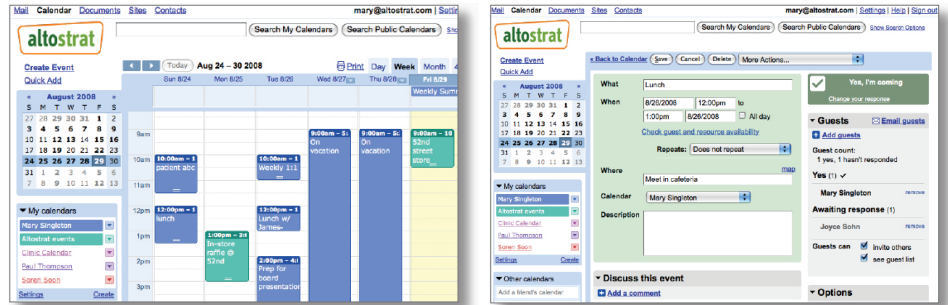 Mail Calendar Documents Sites Contacts
mary@altostrat.com |
altostrat
Search My Calendars
Search Public Calendars
Create Event
Quick Add
Today
Aug 24 – 30 2008
Print
Day
Week
Month
« August 2008 »
S M T W T F S
27 28 29 30 31 1 2
3 4 5 6 7 8 9
10 11 12 13 14 15 16
17 18 19 20 21 22 23
24 25 26 27 28 29 30
31 1 2 3 4 5 6
7 8 9 10 11 12 13
Sun 8/24
Mon 8/25
Tue 8/26
Wed 8/27
Thu 8/28
Fri 8/29
9am
10am
11am
12pm
1pm
2pm
3pm
10:00am – 1
patient abc
12:00pm – 1
lunch
1:00pm – 2:
In-store
raffle @
52nd
10:00am – 1
Weekly 1:1
12:00pm – 1
Lunch w/
James-
2:00pm – 4:
Prep for
board
presentation
9:00am – 5:
On
vacation
9:00am – 5:
On
vacation
9:00am – 10
52nd
street
store
My calendars
Mary Singleton
Altostrat events
Clinic Calendar
Paul Thompson
Soren Soon
Settings
Create
Mail Calendar Documents Sites Contacts
mary@altostrat.com | Settings | Help | Sign out
altostrat
Search My Calendars
Search Public Calendars
Show Search Options
Create Event
Quick Add
« August 2008 »
S M T W T F S
27 28 29 30 31 1 2
3 4 5 6 7 8 9
10 11 12 13 14 15 16
17 18 19 20 21 22 23
24 25 26 27 28 29 30
31 1 2 3 4 5 6
7 8 9 10 11 12 13
My calendars
Mary Singleton
Altostrat events
Clinic Calendar
Paul Thompson
Soren Soon
Settings
Create
Other calendars
Add a friend's calendar
« Back to Calendar
Save
Cancel
Delete
More Actions...
What
Lunch
When
8/26/2008
12:00pm
to
1:00pm
8/26/2008
All day
Check guest and resource availability
Repeats: Does not repeat
Where
map
Meet in cafeteria
Calendar
Mary Singleton
Description
Discuss this event
Add a comment
Yes, I'm coming
Change your response
Guests
Email guests
Add guests
Guest count:
1 yes, 1 hasn't responded
Yes (1)
Mary Singleton
remove
Awaiting response (1)
Joyce Sohn
remove
Guests can
invite others
see guest list
Options